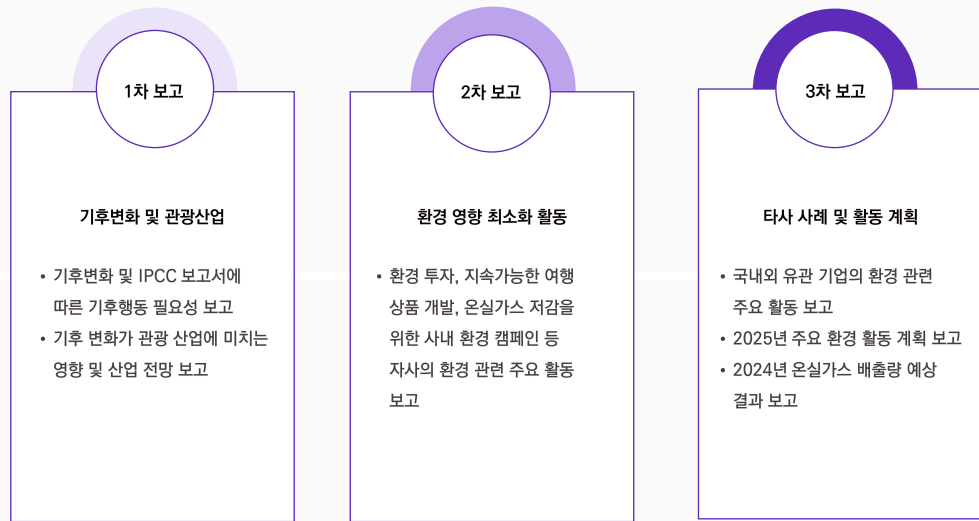 1차 보고
기후변화 및 관광산업
• 기후변화 및 IPCC 보고서에
따른 기후행동 필요성 보고
• 기후 변화가 관광 산업에 미치는
영향 및 산업 전망 보고
2차 보고
환경 영향 최소화 활동
• 환경 투자, 지속가능한 여행
상품 개발, 온실가스 저감을
위한 사내 환경 캠페인 등
자사의 환경 관련 주요 활동
보고
3차 보고
타사 사례 및 활동 계획
• 국내외 유관 기업의 환경 관련
주요 활동 보고
• 2025년 주요 환경 활동 계획 보고
• 2024년 온실가스 배출량 예상
결과 보고